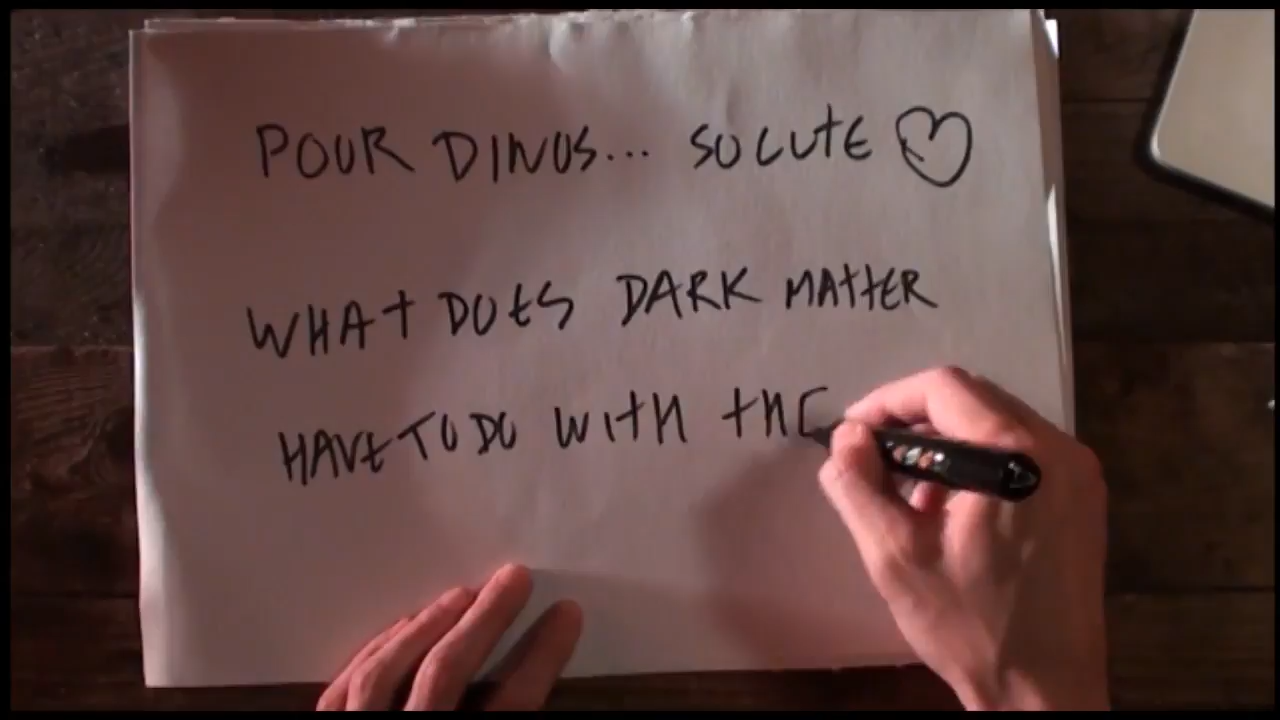 POUR DINOS... SO CUTE
WHAT DOES DARK MATTER
HAVE TO DO WITH THE